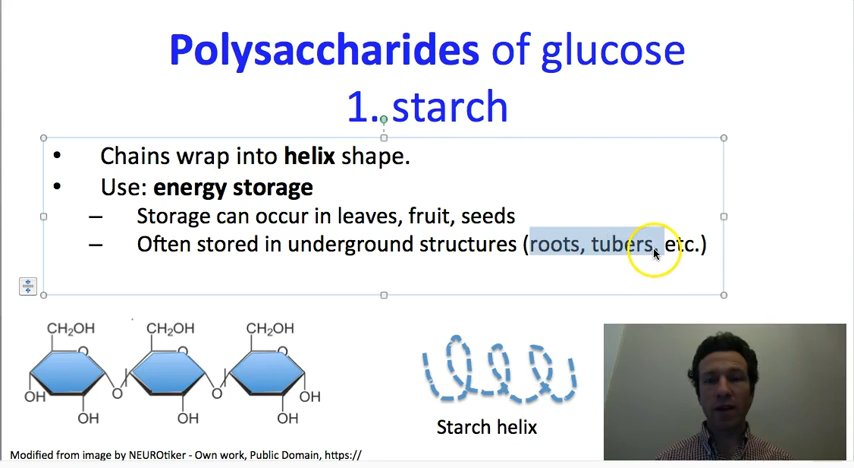 Polysaccharides of glucose
1. starch
• Chains wrap into helix shape.
• Use: energy storage
– Storage can occur in leaves, fruit, seeds
– Often stored in underground structures (roots, tubers, etc.)
CH₂OH CH₂OH CH₂OH
O O O
OH O O OH
OH OH OH
Starch helix
Modified from image by NEUROtiker - Own work, Public Domain, https://